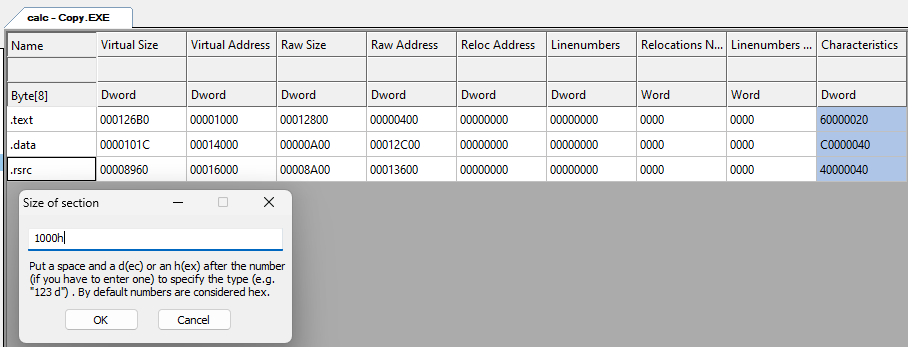 calc - Copy.EXE
Name Virtual Size Virtual Address Raw Size Raw Address Reloc Address Linenumbers Relocations N... Linenumbers ... Characteristics
Byte[8] Dword Dword Dword Dword Dword Dword Word Word Dword
.text 000126B0 00001000 00012800 00000400 00000000 00000000 0000 0000 60000020
.data 0000101C 00014000 00000A00 00012C00 00000000 00000000 0000 0000 C0000040
.rsrc 00008960 00016000 00008A00 00013600 00000000 00000000 0000 0000 40000040
Size of section
1000h
Put a space and a d(ec) or an h(ex) after the number
(if you have to enter one) to specify the type (e.g.
"123 d") . By default numbers are considered hex.
OK Cancel